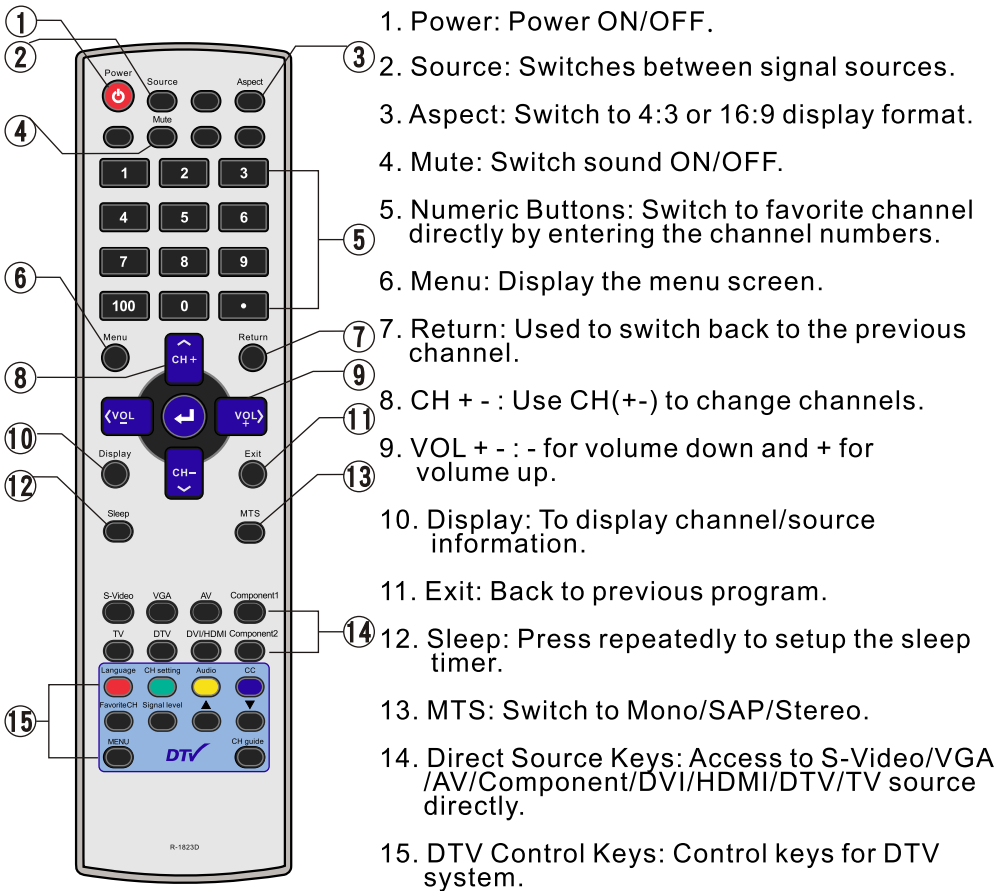 1
2
3
4
5
6
7
8
9
10
11
12
13
14
15
Power
Source
Aspect
Mute
1 2 3
4 5 6
7 8 9
100 0 •
Menu
Return
CH +
VOL –
VOL +
CH –
Display
Exit
Sleep
MTS
S-Video VGA AV Component1
TV DTV DVI/HDMI Component2
Language CH setting Audio CC
FavoriteCH Signal level ▲ ▼
MENU DTV CH guide
R-1823D
1. Power: Power ON/OFF.
2. Source: Switches between signal sources.
3. Aspect: Switch to 4:3 or 16:9 display format.
4. Mute: Switch sound ON/OFF.
5. Numeric Buttons: Switch to favorite channel
directly by entering the channel numbers.
6. Menu: Display the menu screen.
7. Return: Used to switch back to the previous
channel.
8. CH + - : Use CH(+-) to change channels.
9. VOL + - : - for volume down and + for
volume up.
10. Display: To display channel/source
information.
11. Exit: Back to previous program.
12. Sleep: Press repeatedly to setup the sleep
timer.
13. MTS: Switch to Mono/SAP/Stereo.
14. Direct Source Keys: Access to S-Video/VGA
/AV/Component/DVI/HDMI/DTV/TV source
directly.
15. DTV Control Keys: Control keys for DTV
system.